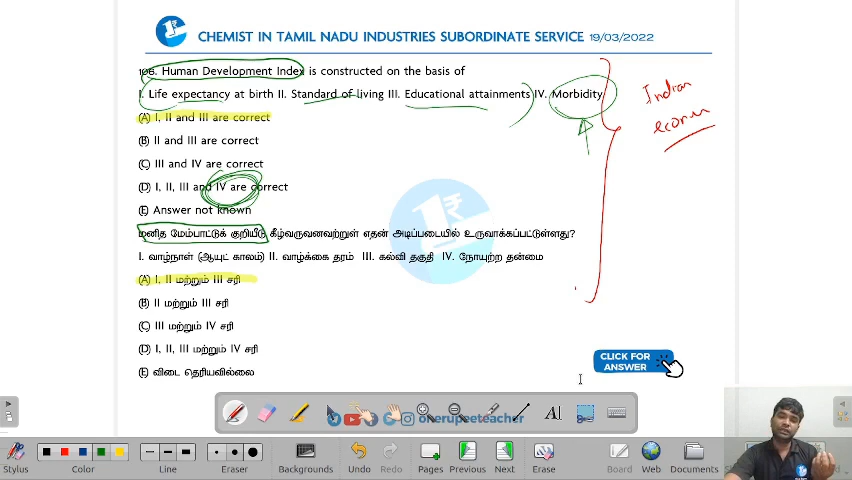 CHEMIST IN TAMIL NADU INDUSTRIES SUBORDINATE SERVICE 19/03/2022
106. Human Development Index is constructed on the basis of
I. Life expectancy at birth II. Standard of living III. Educational attainments IV. Morbidity
(A) I, II and III are correct
(B) II and III are correct
(C) III and IV are correct
(D) I, II, III and IV are correct
(E) Answer not known
Indian
மனித மேம்பாட்டுக் குறியீடு கீழ்வருவனவற்றுள் எதன் அடிப்படையில் உருவாக்கப்பட்டுள்ளது?
I. வாழ்நாள் (ஆயுட் காலம்) II. வாழ்க்கை தரம் III. கல்வி தகுதி IV. நோயுற்ற தன்மை
(A) I, II மற்றும் III சரி
(B) II மற்றும் III சரி
(C) III மற்றும் IV சரி
(D) I, II, III மற்றும் IV சரி
(E) விடை தெரியவில்லை
CLICK FOR
ANSWER
onerupeeteacher
Stylus
Color
Line
Eraser
Backgrounds
Undo
Redo
Pages
Previous
Next
Erase
Board
Web
Documents